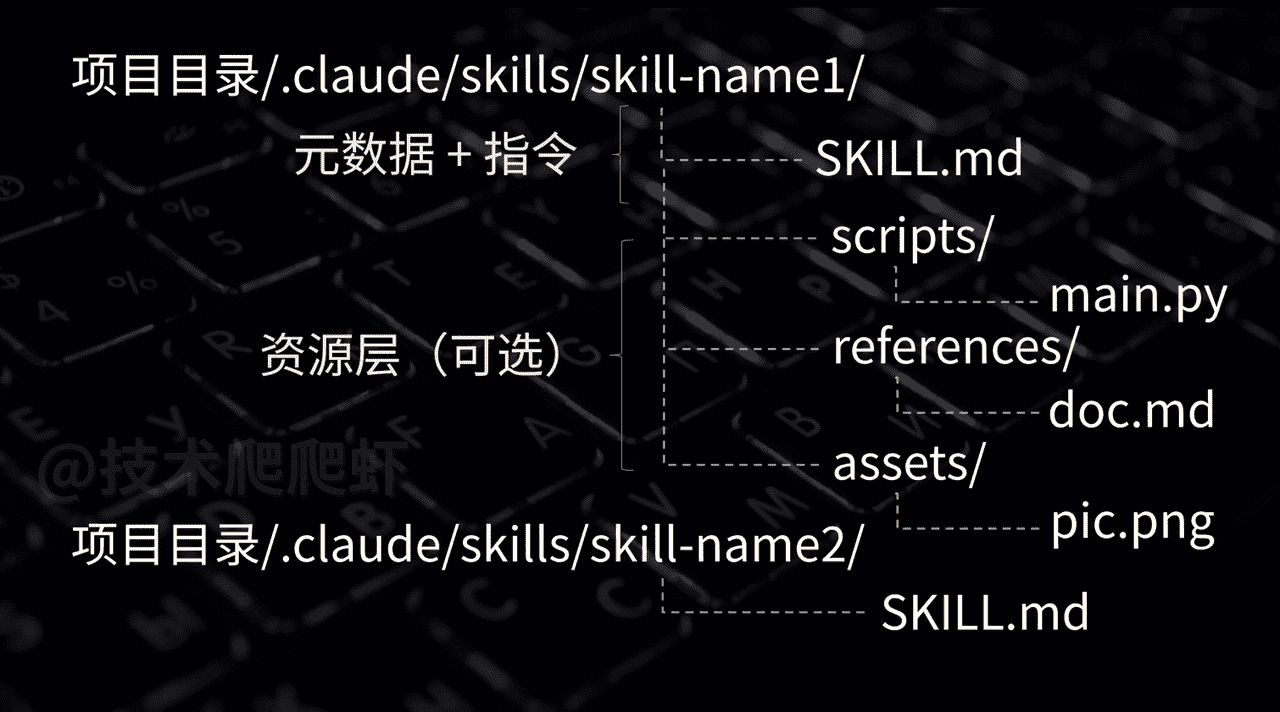 项目目录/.claude/skills/skill-name1/
元数据 + 指令
SKILL.md
scripts/
main.py
资源层（可选）
references/
doc.md
assets/
pic.png
@技术爬爬虾
项目目录/.claude/skills/skill-name2/
SKILL.md